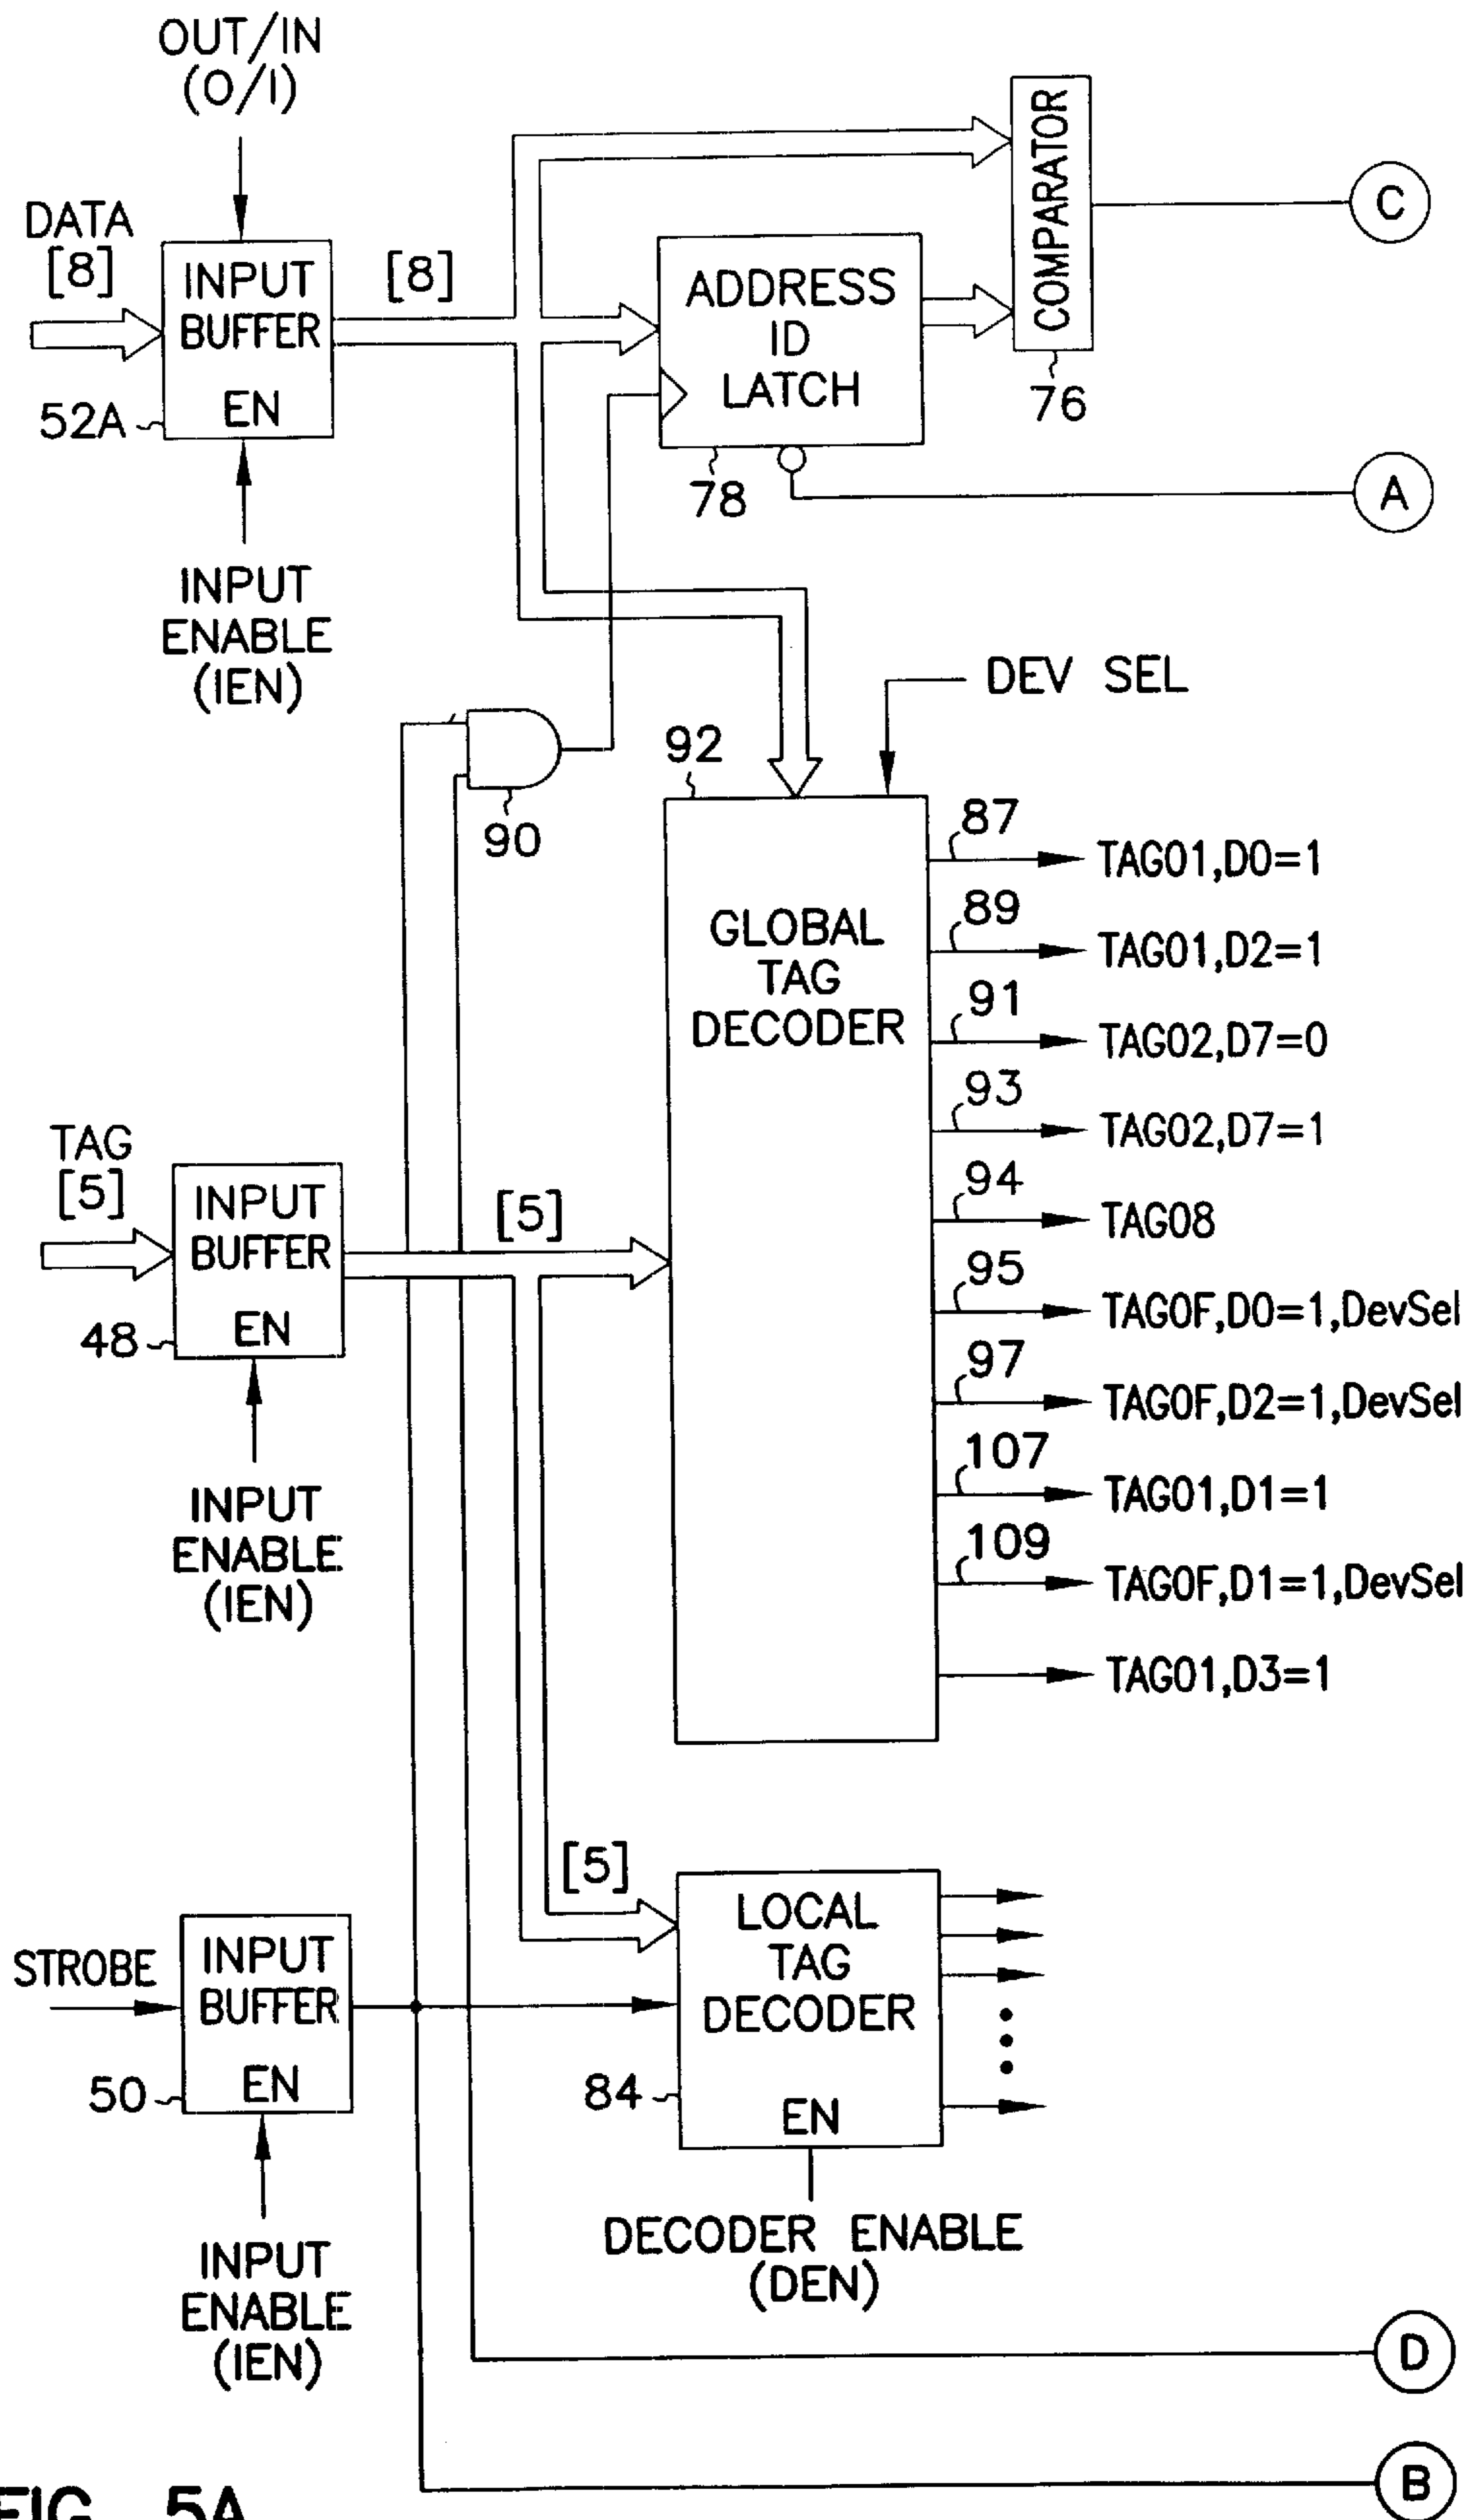 OUT/IN
(O/I)
DATA
[8]
INPUT
BUFFER
EN
52A
INPUT
ENABLE
(IEN)
[8]
ADDRESS
ID
LATCH
78
COMPARATOR
76
C
A
90
DEV SEL
92
GLOBAL
TAG
DECODER
87
TAG01,D0=1
89
TAG01,D2=1
91
TAG02,D7=0
93
TAG02,D7=1
94
TAG08
95
TAG0F,D0=1,DevSel
97
TAG0F,D2=1,DevSel
107
TAG01,D1=1
109
TAG0F,D1=1,DevSel
TAG01,D3=1
TAG
[5]
INPUT
BUFFER
EN
48
INPUT
ENABLE
(IEN)
[5]
[5]
STROBE
INPUT
BUFFER
EN
50
INPUT
ENABLE
(IEN)
LOCAL
TAG
DECODER
EN
84
DECODER ENABLE
(DEN)
D
B
FIG. 5A